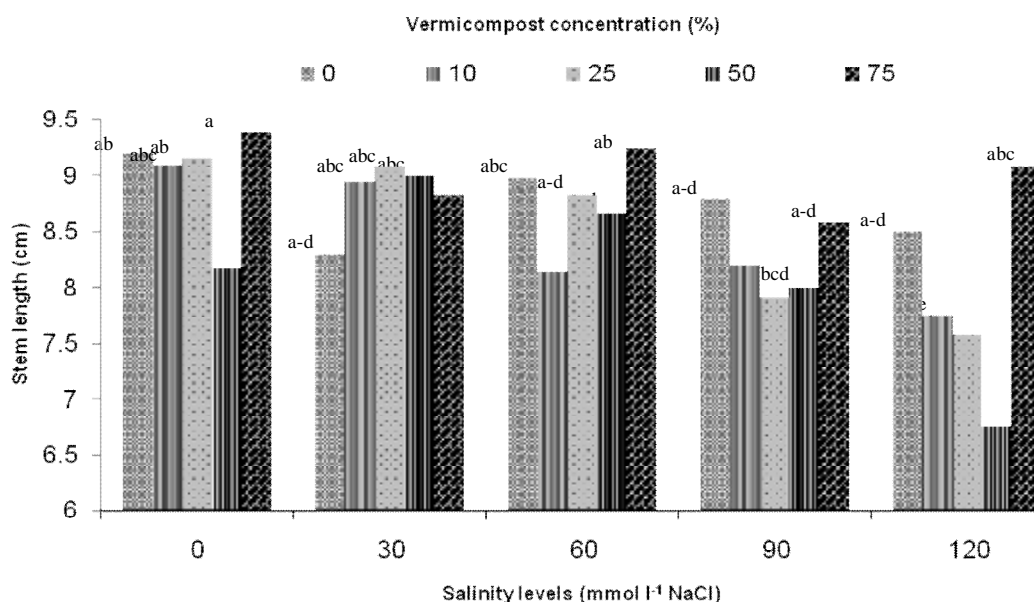 Vermicompost concentration (%)
0 10 25 50 75
Stem length (cm)
9.5
9
8.5
8
7.5
7
6.5
6
ab abc ab a
a-d abc abc abc
abc a-d ab
a-d bcd a-d
a-d e abc
0 30 60 90 120
Salinity levels (mmol l⁻¹ NaCl)